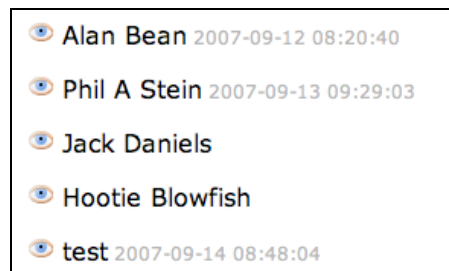 Alan Bean 2007-09-12 08:20:40
Phil A Stein 2007-09-13 09:29:03
Jack Daniels
Hootie Blowfish
test 2007-09-14 08:48:04